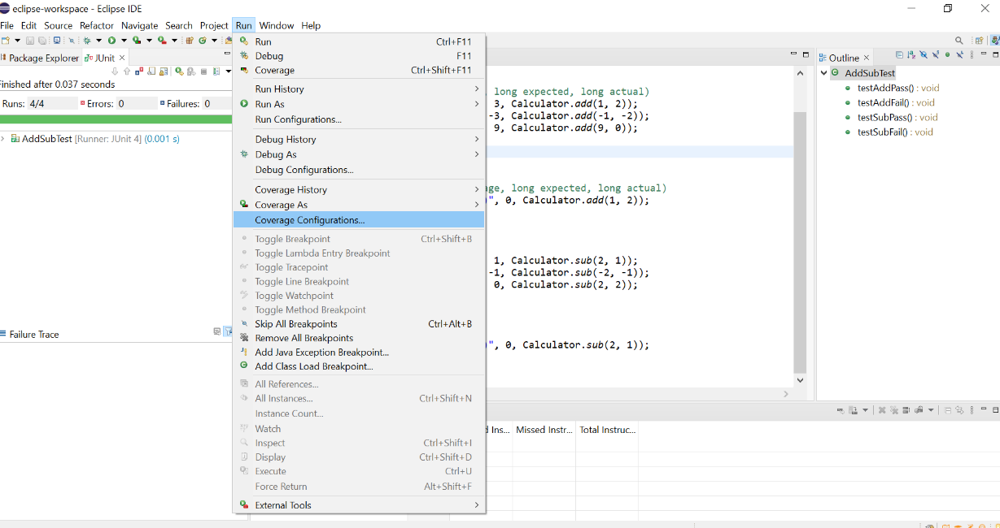 eclipse-workspace - Eclipse IDE
File Edit Source Refactor Navigate Search Project Run Window Help
Package Explorer JUnit
Finished after 0.037 seconds
Runs: 4/4 Errors: 0 Failures: 0
AddSubTest [Runner: JUnit 4] (0.001 s)
Failure Trace
Run Ctrl+F11
Debug F11
Coverage Ctrl+Shift+F11
Run History
Run As
Run Configurations...
Debug History
Debug As
Debug Configurations...
Coverage History
Coverage As
Coverage Configurations...
Toggle Breakpoint Ctrl+Shift+B
Toggle Lambda Entry Breakpoint
Toggle Tracepoint
Toggle Line Breakpoint
Toggle Watchpoint
Toggle Method Breakpoint
Skip All Breakpoints Ctrl+Alt+B
Remove All Breakpoints
Add Java Exception Breakpoint...
Add Class Load Breakpoint...
All References...
All Instances... Ctrl+Shift+N
Instance Count...
Watch
Inspect Ctrl+Shift+I
Display Ctrl+Shift+D
Execute Ctrl+U
Force Return Alt+Shift+F
External Tools
long expected, long actual)
3, Calculator.add(1, 2));
-3, Calculator.add(-1, -2));
9, Calculator.add(9, 0));
ge, long expected, long actual)
", 0, Calculator.add(1, 2));
1, Calculator.sub(2, 1));
-1, Calculator.sub(-2, -1));
0, Calculator.sub(2, 2));
", 0, Calculator.sub(2, 1));
Outline
AddSubTest
testAddPass() : void
testAddFail() : void
testSubPass() : void
testSubFail() : void
d Ins... Missed Instr... Total Instruc...